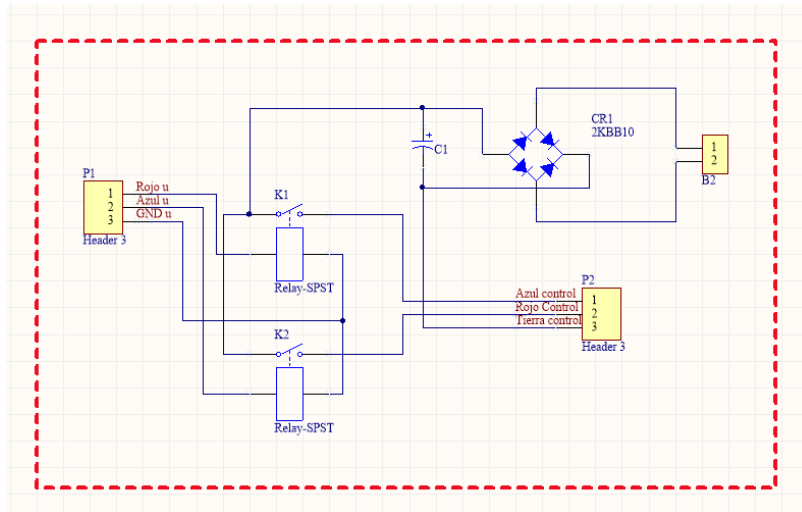 CR1
2KBB10
+
C1
1
2
B2
P1
1
2
3
Rojo u
Azul u
GND u
Header 3
K1
Relay-SPST
P2
Azul control
Rojo Control
Tierra control
1
2
3
Header 3
K2
Relay-SPST